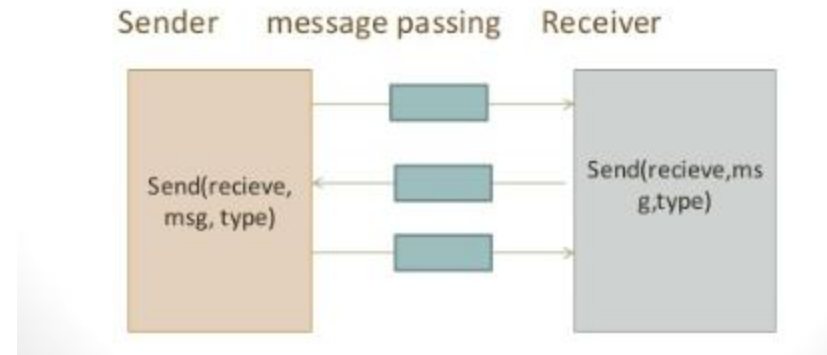 Sender message passing Receiver
Send(recieve,
msg, type)
Send(recieve,ms
g,type)